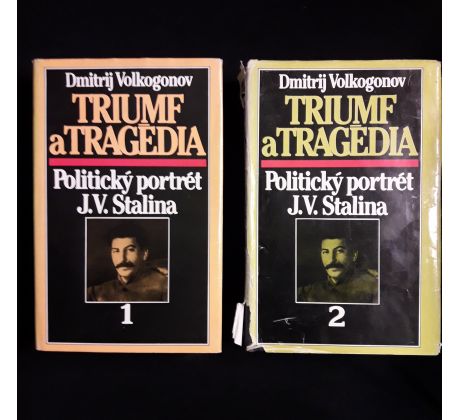 Dmitrij Volkogonov
TRIUMF
a TRAGÉDIA
Politický portrét
J.V. Stalina
1
Dmitrij Volkogonov
TRIUMF
a TRAGÉDIA
Politický portrét
J.V. Stalina
2